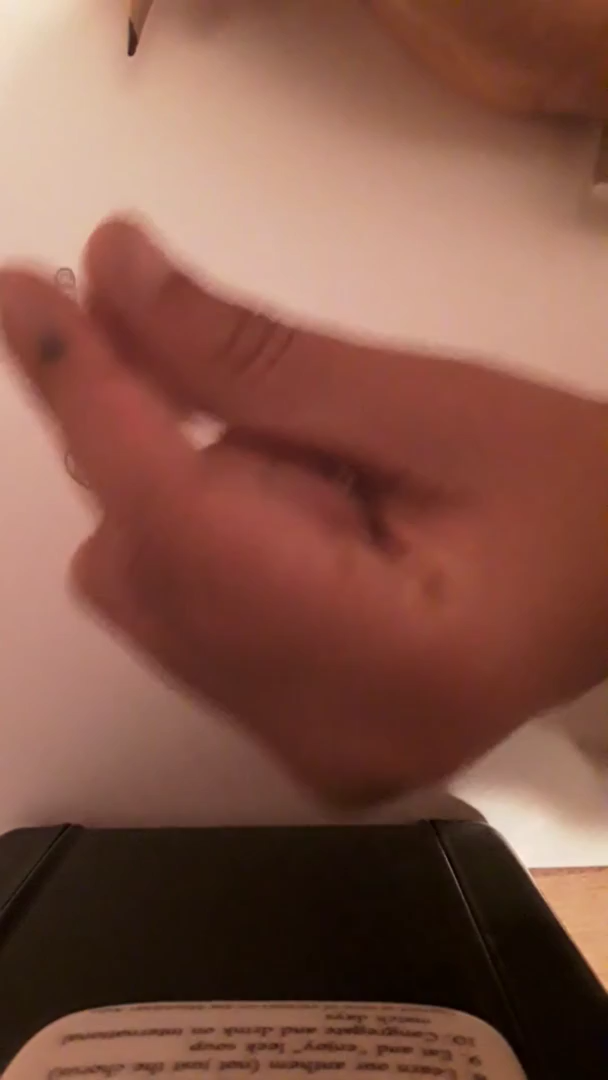 Learn our anthem (not just the chorus)
9. Eat and "enjoy" leek soup
10. Congregate and drink on international
match days